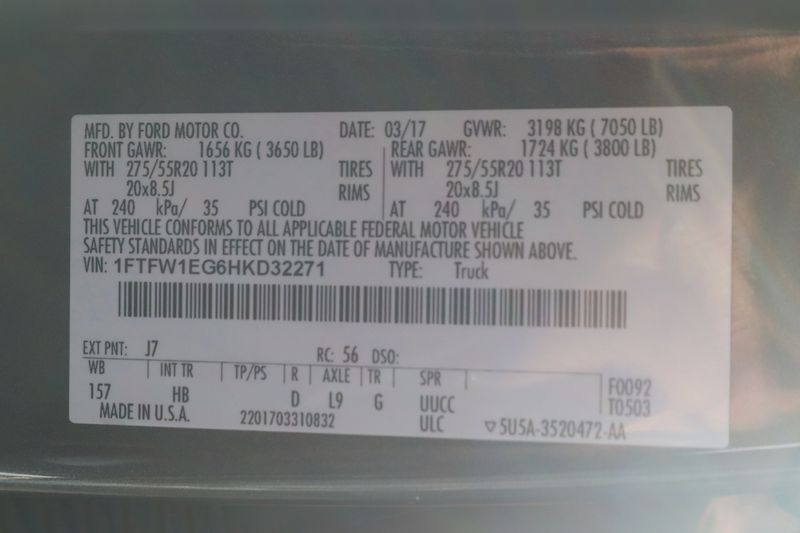 MFD. BY FORD MOTOR CO. DATE: 03/17 GVWR: 3198 KG ( 7050 LB)
FRONT GAWR: 1656 KG ( 3650 LB) REAR GAWR: 1724 KG ( 3800 LB)
WITH 275/55R20 113T TIRES WITH 275/55R20 113T TIRES
20x8.5J RIMS 20x8.5J RIMS
AT 240 kPa/ 35 PSI COLD AT 240 kPa/ 35 PSI COLD
THIS VEHICLE CONFORMS TO ALL APPLICABLE FEDERAL MOTOR VEHICLE
SAFETY STANDARDS IN EFFECT ON THE DATE OF MANUFACTURE SHOWN ABOVE.
VIN: 1FTFW1EG6HKD32271 TYPE: Truck
EXT PNT: J7 RC: 56 DSO:
WB INT TR TP/PS R AXLE TR SPR F0092
157 HB D L9 G UUCC T0503
MADE IN U.S.A. 2201703310832 ULC 5U5A-3520472-AA